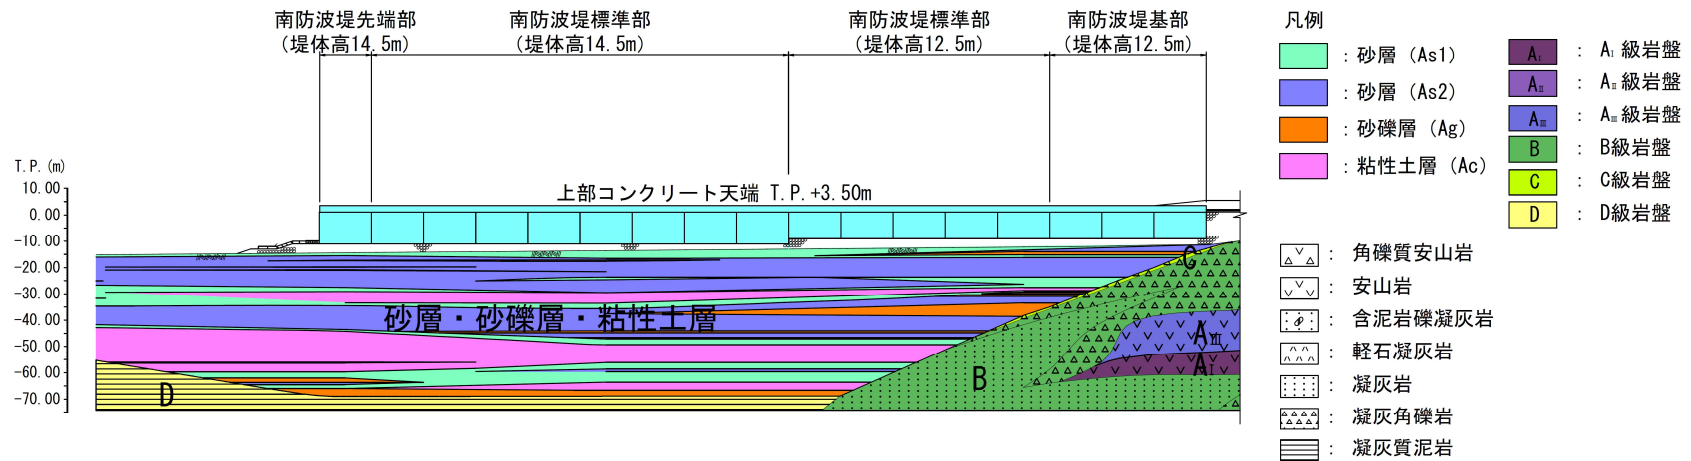 南防波堤先端部
(堤体高14.5m)
南防波堤標準部
(堤体高14.5m)
南防波堤標準部
(堤体高12.5m)
南防波堤基部
(堤体高12.5m)
上部コンクリート天端 T.P.+3.50m
T.P.(m)
10.00
0.00
-10.00
-20.00
-30.00
-40.00
-50.00
-60.00
-70.00
砂層・砂礫層・粘性土層
D
B
C
AⅢ
AⅠ
凡例
:砂層 (As1)
:砂層 (As2)
:砂礫層 (Ag)
:粘性土層 (Ac)
AⅠ : AⅠ級岩盤
AⅡ : AⅡ級岩盤
AⅢ : AⅢ級岩盤
B : B級岩盤
C : C級岩盤
D : D級岩盤
: 角礫質安山岩
: 安山岩
: 含泥岩礫凝灰岩
: 軽石凝灰岩
: 凝灰岩
: 凝灰角礫岩
: 凝灰質泥岩